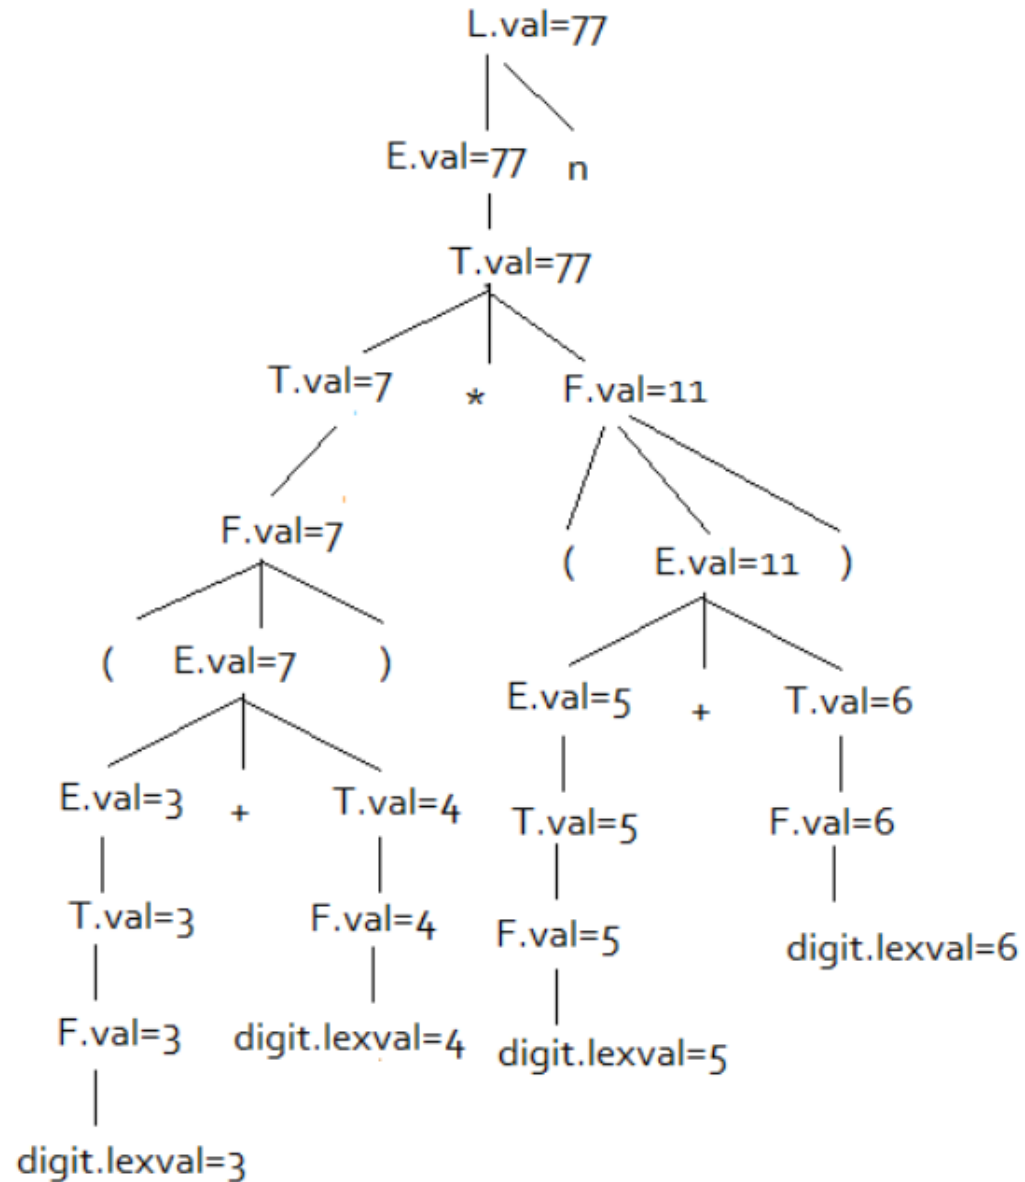 L.val=77
E.val=77 n
T.val=77
T.val=7 * F.val=11
F.val=7
( E.val=11 )
( E.val=7 )
E.val=5 + T.val=6
E.val=3 + T.val=4
T.val=5 F.val=6
T.val=3 F.val=4
F.val=5 digit.lexval=6
F.val=3 digit.lexval=4
digit.lexval=5
digit.lexval=3